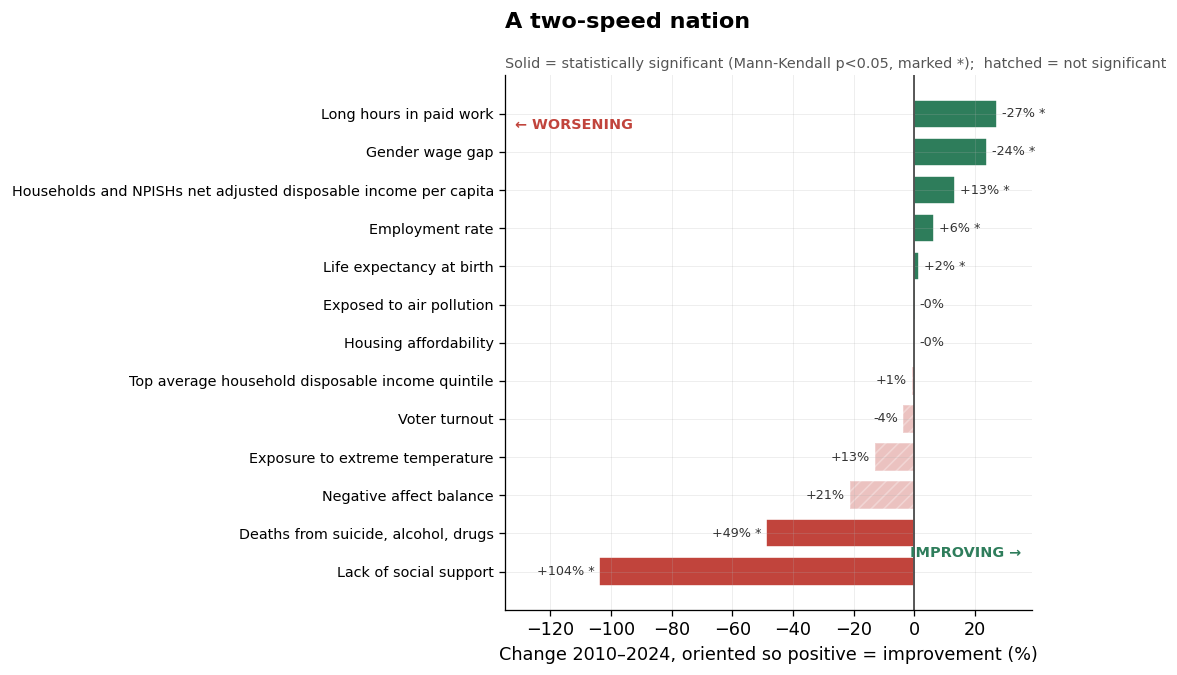 A two-speed nation
Solid = statistically significant (Mann-Kendall p<0.05, marked *);  hatched = not significant
Long hours in paid work -27% *
← WORSENING
Gender wage gap -24% *
Households and NPISHs net adjusted disposable income per capita +13% *
Employment rate +6% *
Life expectancy at birth +2% *
Exposed to air pollution -0%
Housing affordability -0%
Top average household disposable income quintile +1%
Voter turnout -4%
Exposure to extreme temperature +13%
Negative affect balance +21%
Deaths from suicide, alcohol, drugs +49% *
IMPROVING →
Lack of social support +104% *
−120 −100 −80 −60 −40 −20 0 20
Change 2010–2024, oriented so positive = improvement (%)